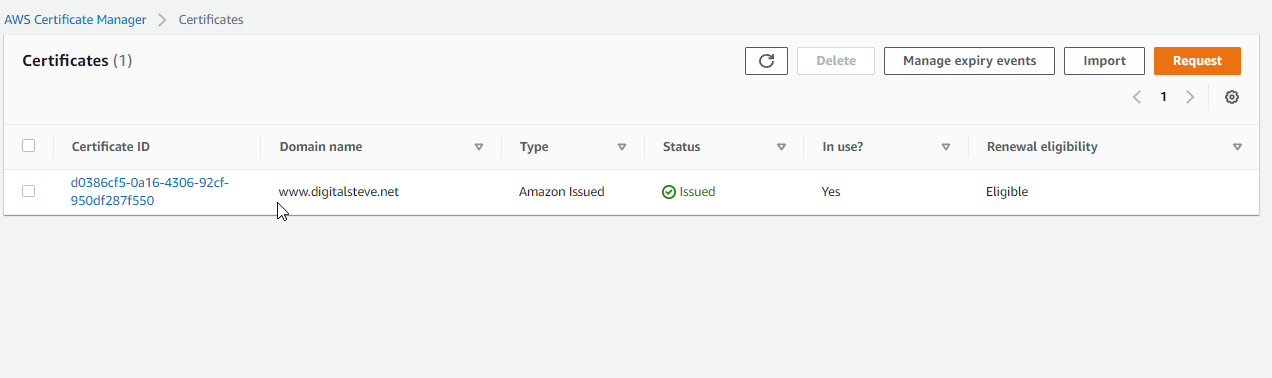 AWS Certificate Manager Certificates
Certificates (1) Delete Manage expiry events Import Request
1
Certificate ID Domain name Type Status In use? Renewal eligibility
d0386cf5-0a16-4306-92cf-
950df287f550 www.digitalsteve.net Amazon Issued Issued Yes Eligible